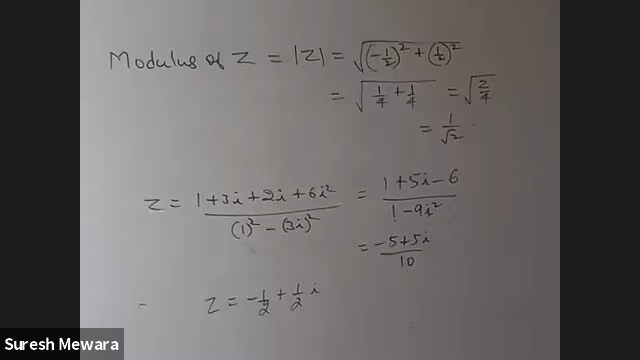 Modulus of Z = |Z| = √((-1/2)² + (1/2)²)
= √(1/4 + 1/4) = √(2/4)
= 1/√2
Z = (1+3i+2i+6i²)/((1)² - (3i)²) = (1+5i-6)/(1-9i²)
= (-5+5i)/10
Z = -1/2 + 1/2 i
Suresh Mewara